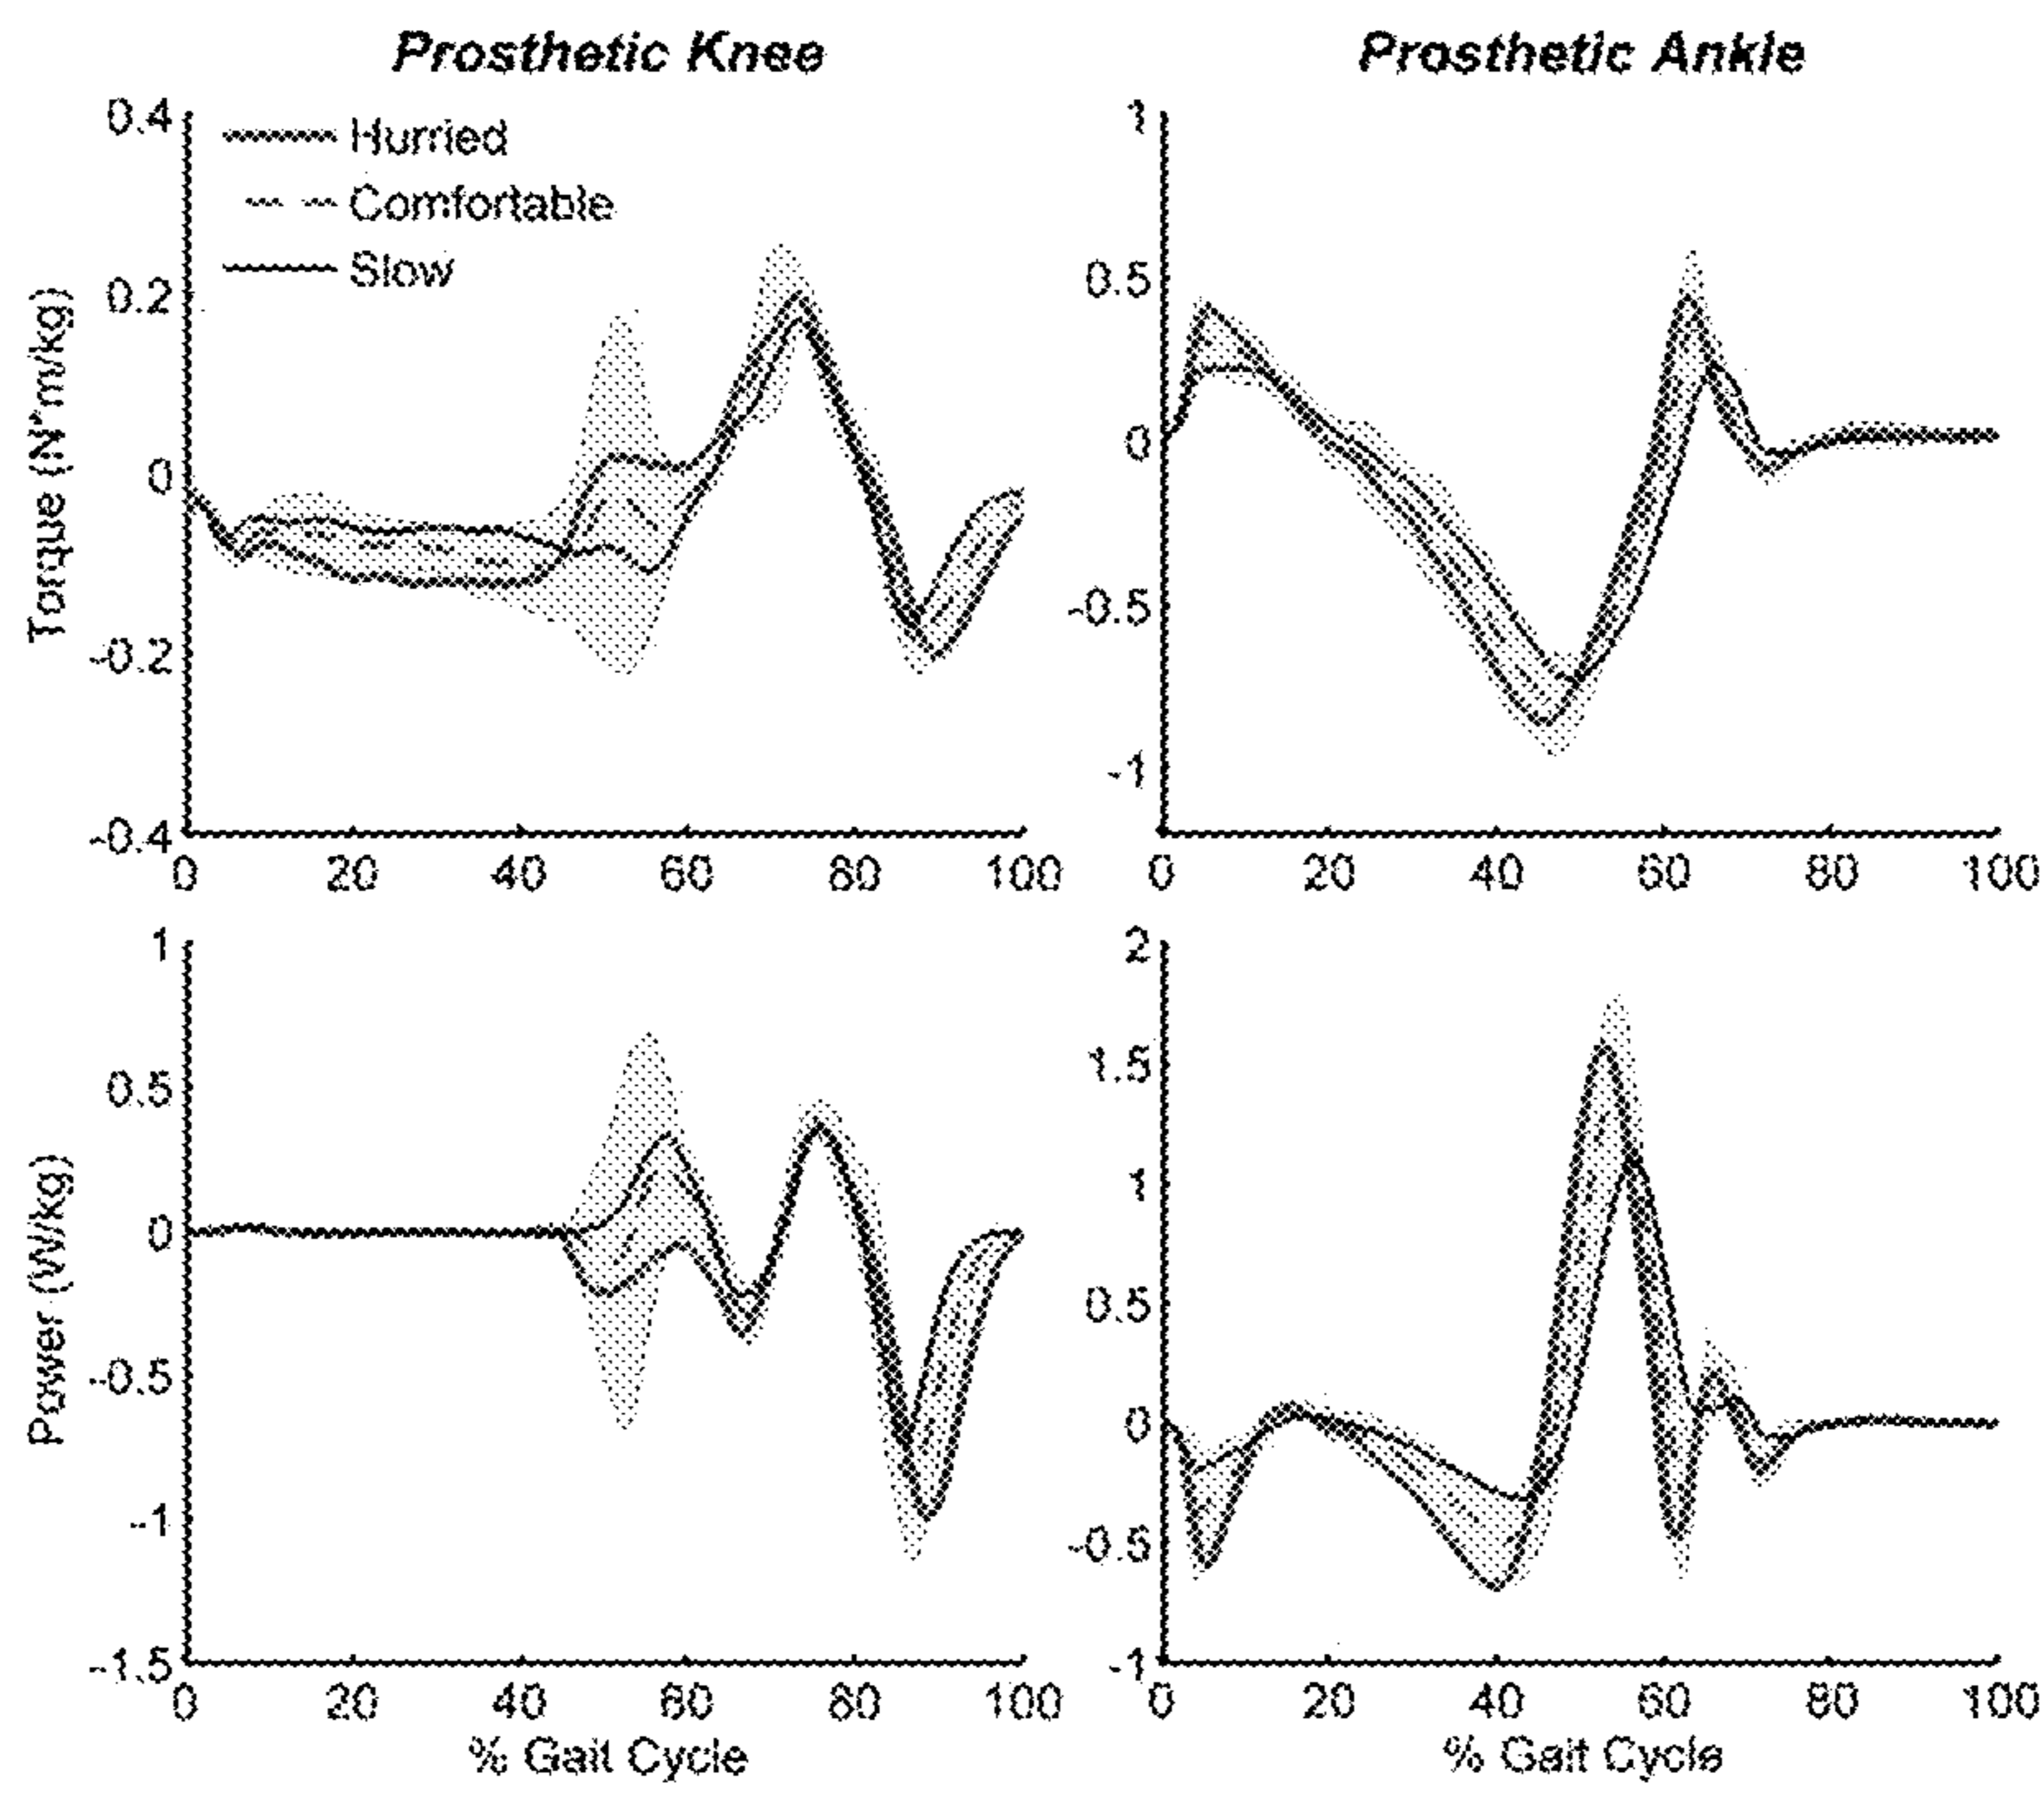 Prosthetic Knee
Prosthetic Ankle
0.4
0.2
0
-0.2
-0.4
Torque (N*m/kg)
Hurried
Comfortable
Slow
0 20 40 60 80 100
1
0.5
0
-0.5
-1
0 20 40 60 80 100
1
0.5
0
-0.5
-1
-1.5
Power (W/kg)
0 20 40 60 80 100
% Gait Cycle
2
1.5
1
0.5
0
-0.5
-1
0 20 40 60 80 100
% Gait Cycle